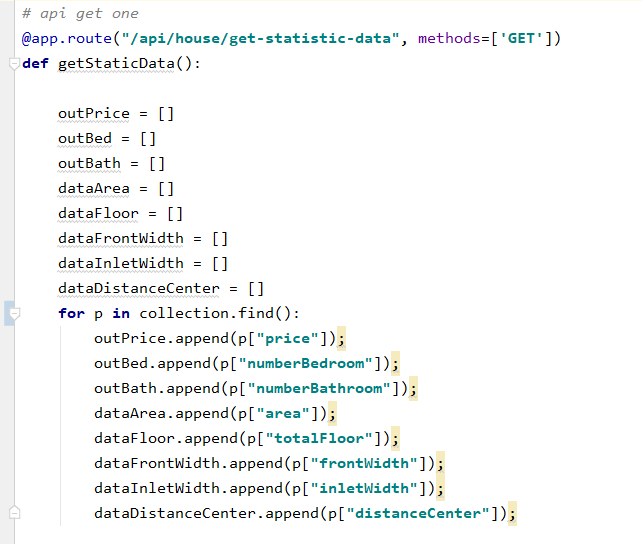 # api get one
@app.route("/api/house/get-statistic-data", methods=['GET'])
def getStaticData():
outPrice = []
outBed = []
outBath = []
dataArea = []
dataFloor = []
dataFrontWidth = []
dataInletWidth = []
dataDistanceCenter = []
for p in collection.find():
outPrice.append(p["price"]);
outBed.append(p["numberBedroom"]);
outBath.append(p["numberBathroom"]);
dataArea.append(p["area"]);
dataFloor.append(p["totalFloor"]);
dataFrontWidth.append(p["frontWidth"]);
dataInletWidth.append(p["inletWidth"]);
dataDistanceCenter.append(p["distanceCenter"]);